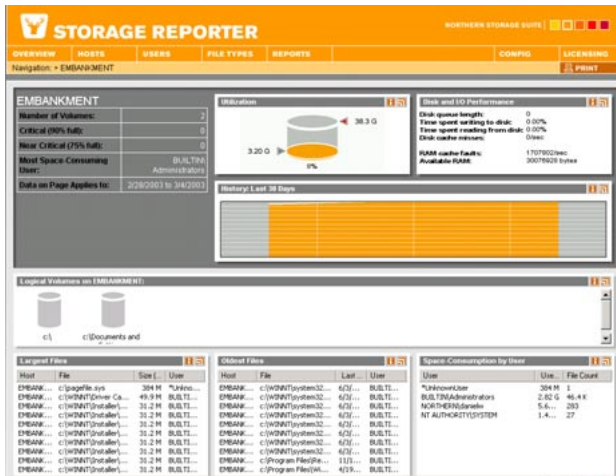 STORAGE REPORTER
NORTHERN STORAGE SUITE
OVERVIEW HOSTS USERS FILE TYPES REPORTS CONFIG LICENSING
Navigation: • EMBANKMENT PRINT
EMBANKMENT
Number of Volumes: 2
Critical (90% full): 0
Near Critical (75% full): 0
Most Space-Consuming User: BUILTIN\ Administrators
Data on Page Applies to: 2/28/2003 to 3/4/2003
Utilization
38.3 G
3.20 G
Disk and I/O Performance
Disk queue length: 0
Time spent writing to disk: 0.00%
Time spent reading from disk: 0.00%
Disk cache misses: 0/sec
RAM cache faults: 1707802/sec
Available RAM: 30076928 bytes
History: Last 30 Days
Logical Volumes on EMBANKMENT:
c:\ c:\Documents and
Largest Files
Host File Size (... User
EMBANK... c:\pagefile.sys 384 M *Unkno...
EMBANK... c:\WINNT\Driver Ca... 49.9 M BUILTI...
EMBANK... c:\WINNT\Installer\... 31.2 M BUILTI...
EMBANK... c:\WINNT\Installer\... 31.2 M BUILTI...
EMBANK... c:\WINNT\Installer\... 31.2 M BUILTI...
EMBANK... c:\WINNT\Installer\... 31.2 M BUILTI...
EMBANK... c:\WINNT\Installer\... 31.2 M BUILTI...
EMBANK... c:\WINNT\Installer\... 31.2 M BUILTI...
Oldest Files
Host File Last ... User
EMBANK... c:\WINNT\system32... 6/3/... BUILTI...
EMBANK... c:\WINNT\system32... 6/3/... BUILTI...
EMBANK... c:\WINNT\system32... 6/3/... BUILTI...
EMBANK... c:\WINNT\system32... 6/3/... BUILTI...
EMBANK... c:\WINNT\system32... 6/3/... BUILTI...
EMBANK... c:\WINNT\system32... 6/3/... BUILTI...
EMBANK... c:\Program Files\Re... 11/1... BUILTI...
EMBANK... c:\Program Files\Wi... 4/19... BUILTI...
Space Consumption by User
User Use... File Count
*UnknownUser 384 M 1
BUILTIN\Administrators 2.82 G 46.4 K
NORTHERN\danielw 5.6... 283
NT AUTHORITY\SYSTEM 1.4... 27